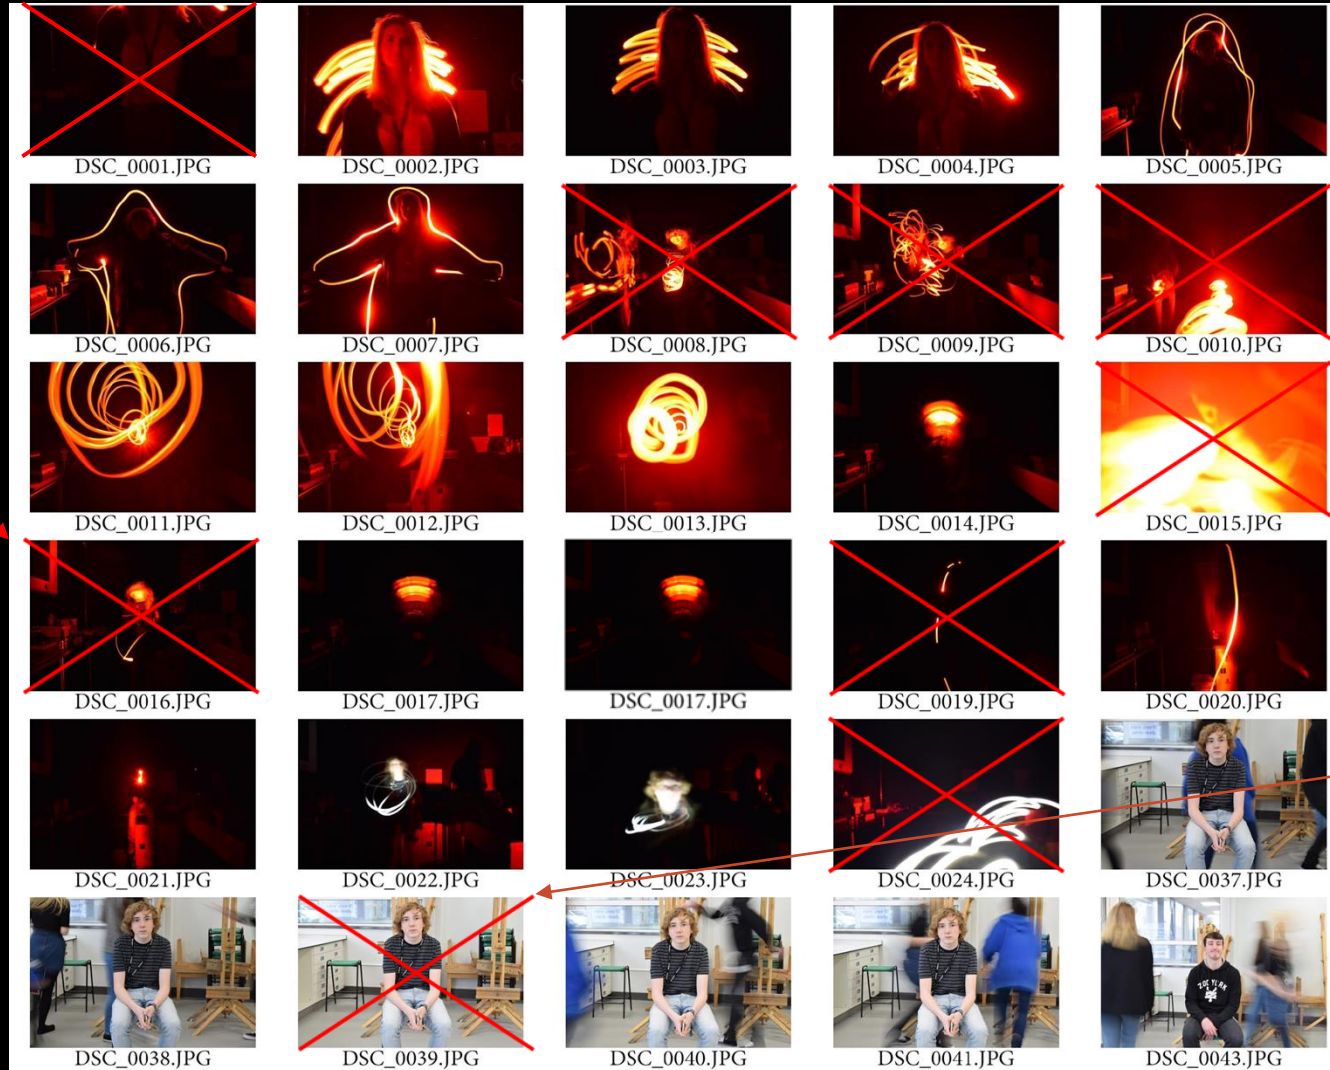 DSC_0001.JPG DSC_0002.JPG DSC_0003.JPG DSC_0004.JPG DSC_0005.JPG
DSC_0006.JPG DSC_0007.JPG DSC_0008.JPG DSC_0009.JPG DSC_0010.JPG
DSC_0011.JPG DSC_0012.JPG DSC_0013.JPG DSC_0014.JPG DSC_0015.JPG
DSC_0016.JPG DSC_0017.JPG DSC_0017.JPG DSC_0019.JPG DSC_0020.JPG
DSC_0021.JPG DSC_0022.JPG DSC_0023.JPG DSC_0024.JPG DSC_0037.JPG
ZOO YORK
DSC_0038.JPG DSC_0039.JPG DSC_0040.JPG DSC_0041.JPG DSC_0043.JPG